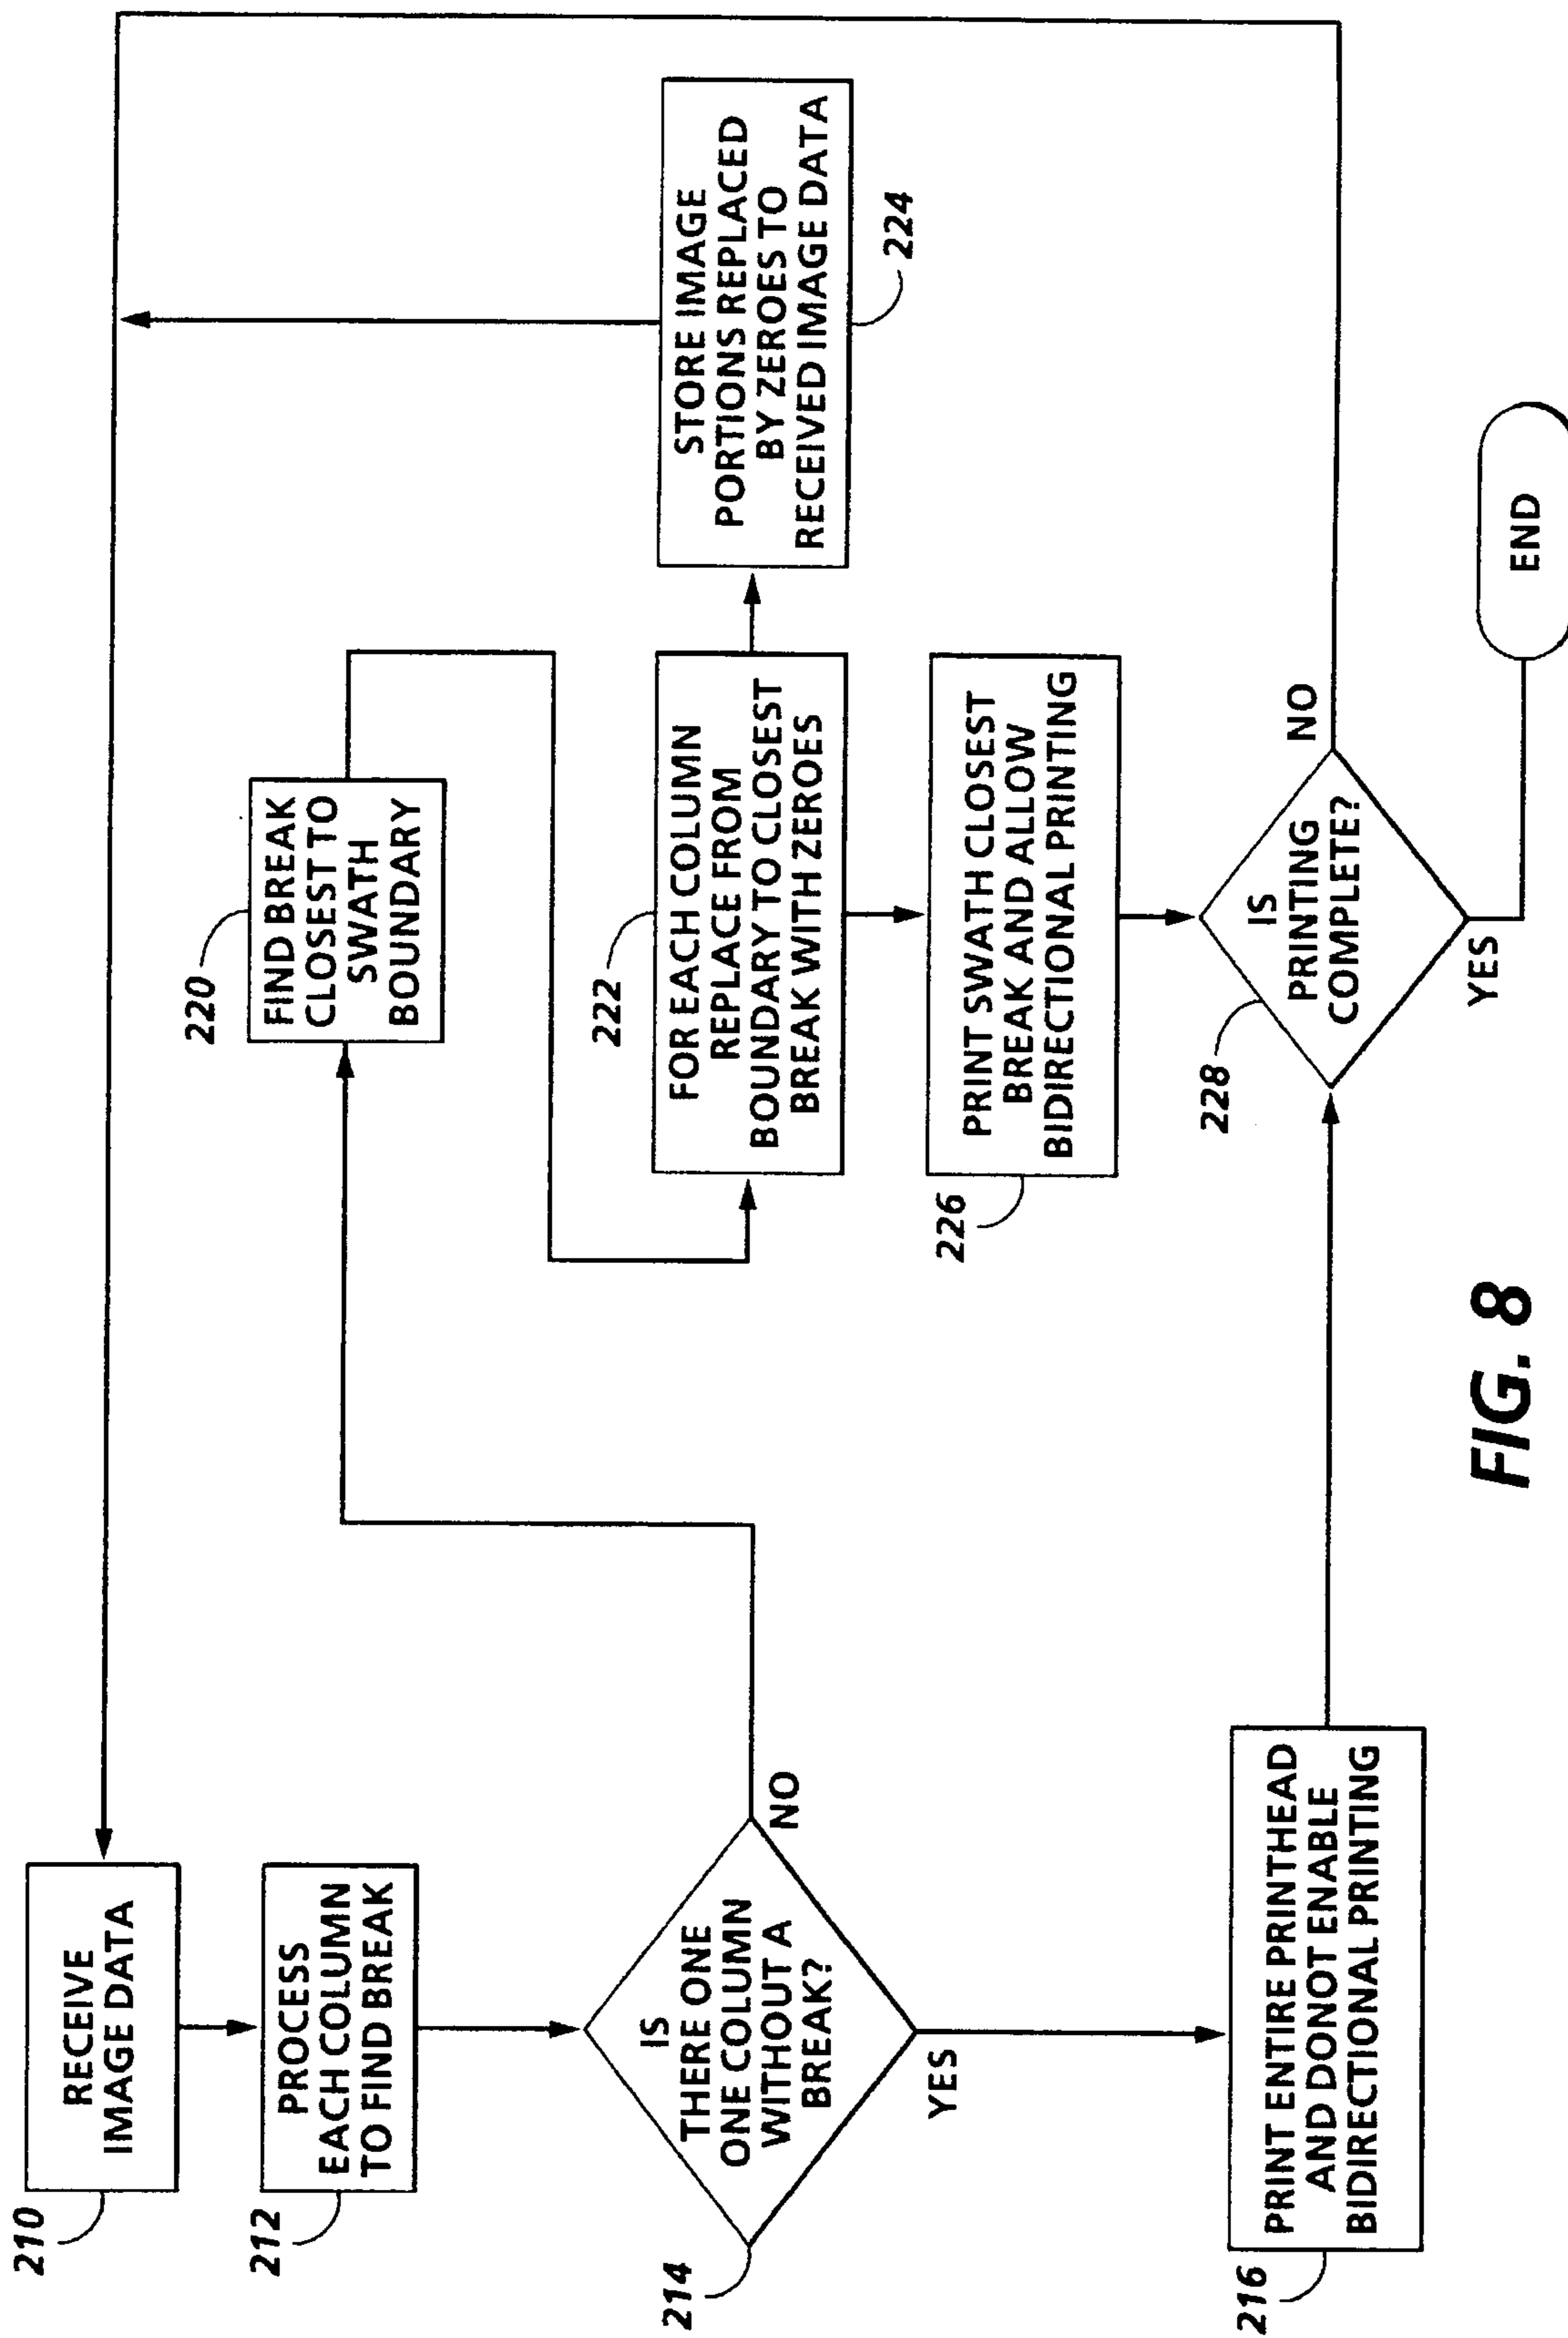 210
RECEIVE
IMAGE DATA
212
PROCESS
EACH COLUMN
TO FIND BREAK
214
IS
THERE ONE
ONE COLUMN
WITHOUT A
BREAK?
NO
YES
216
PRINT ENTIRE PRINTHEAD
AND DONOT ENABLE
BIDIRECTIONAL PRINTING
220
FIND BREAK
CLOSEST TO
SWATH
BOUNDARY
222
FOR EACH COLUMN
REPLACE FROM
BOUNDARY TO CLOSEST
BREAK WITH ZEROES
STORE IMAGE
PORTIONS REPLACED
BY ZEROES TO
RECEIVED IMAGE DATA
224
226
PRINT SWATH CLOSEST
BREAK AND ALLOW
BIDIRECTIONAL PRINTING
228
IS
PRINTING
COMPLETE?
NO
YES
END
FIG. 8